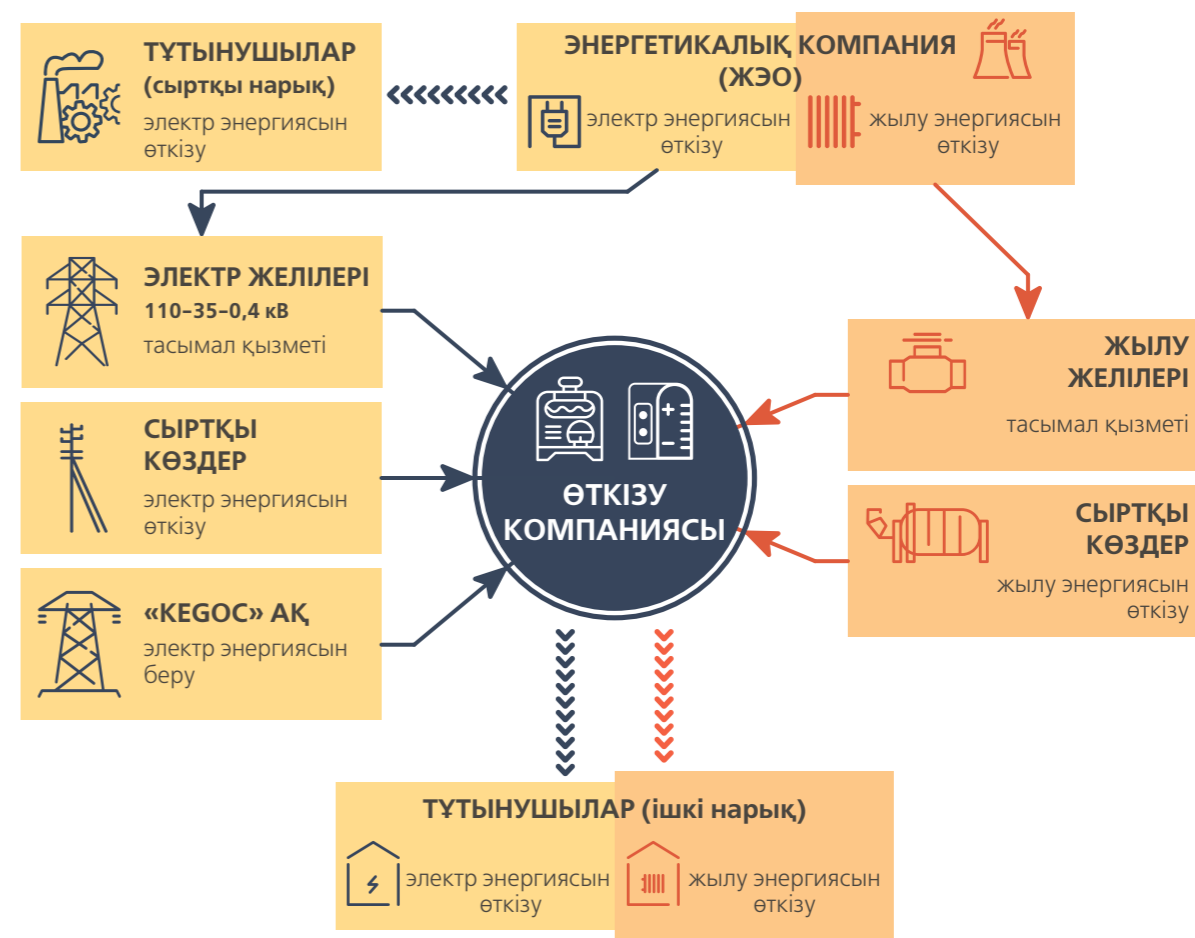 ТҰТЫНУШЫЛАР
(сыртқы нарық)
электр энергиясын
өткізу
ЭНЕРГЕТИКАЛЫҚ КОМПАНИЯ
(ЖЭО)
электр энергиясын
өткізу
жылу энергиясын
өткізу
ЭЛЕКТР ЖЕЛІЛЕРІ
110–35–0,4 кВ
тасымал қызметі
СЫРТҚЫ
КӨЗДЕР
электр энергиясын
өткізу
«KEGOC» АҚ
электр энергиясын
беру
ӨТКІЗУ
КОМПАНИЯСЫ
ЖЫЛУ
ЖЕЛІЛЕРІ
тасымал қызметі
СЫРТҚЫ
КӨЗДЕР
жылу энергиясын
өткізу
ТҰТЫНУШЫЛАР (ішкі нарық)
электр энергиясын
өткізу
жылу энергиясын
өткізу